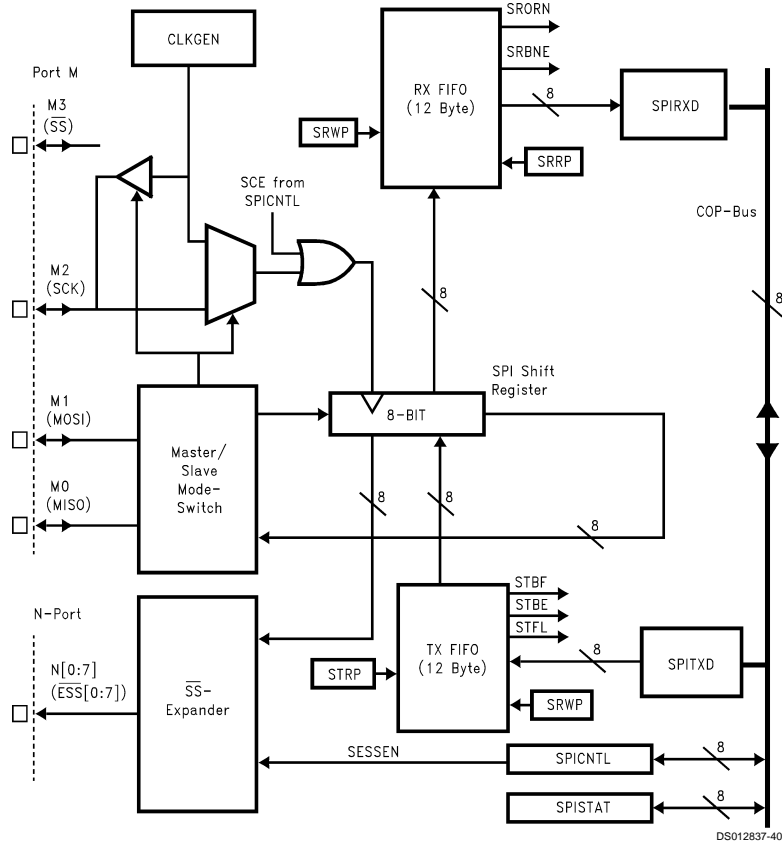 CLKGEN
SRORN
SRBNE
RX FIFO
(12 Byte)
8
SPIRXD
SRWP
SRRP
Port M
M3
(SS)
SCE from
SPICNTL
COP-Bus
M2
(SCK)
8
8
SPI Shift
Register
8-BIT
M1
(MOSI)
Master/
Slave
Mode-
Switch
M0
(MISO)
8
8
8
N-Port
STBF
STBE
STFL
TX FIFO
(12 Byte)
8
SPITXD
STRP
SRWP
N[0:7]
(ESS[0:7])
SS-
Expander
SESSEN
SPICNTL
8
SPISTAT
8
DS012837-40